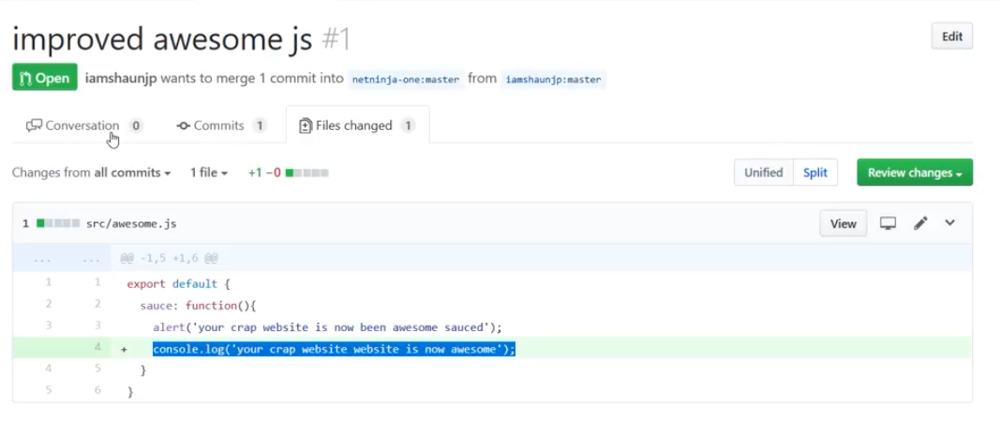 improved awesome js #1
Edit
Open iamshaunjp wants to merge 1 commit into netninja-one:master from iamshaunjp:master
Conversation 0 Commits 1 Files changed 1
Changes from all commits 1 file +1 −0 Unified Split Review changes
1 src/awesome.js View
... ... @@ -1,5 +1,6 @@
1 1 export default {
2 2 sauce: function(){
3 3 alert('your crap website is now been awesome sauced');
4 + console.log('your crap website website is now awesome');
4 5 }
5 6 }